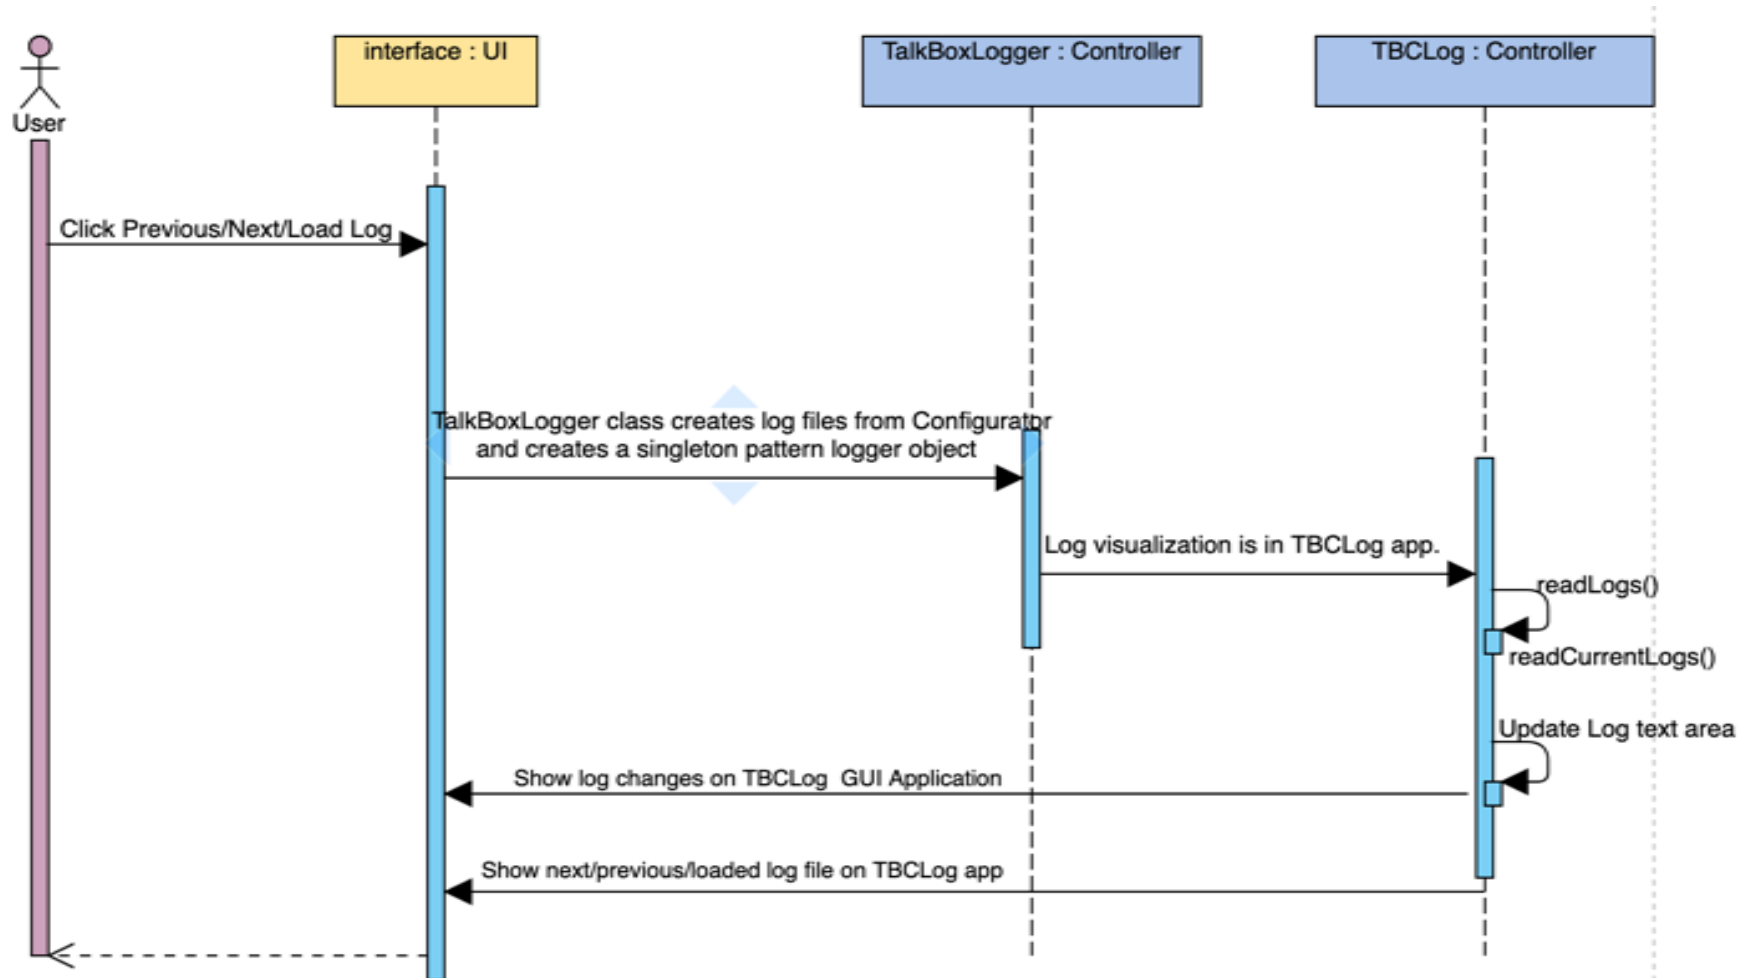 interface : UI
TalkBoxLogger : Controller
TBCLog : Controller
User
Click Previous/Next/Load Log
TalkBoxLogger class creates log files from Configurator
and creates a singleton pattern logger object
Log visualization is in TBCLog app.
readLogs()
readCurrentLogs()
Update Log text area
Show log changes on TBCLog  GUI Application
Show next/previous/loaded log file on TBCLog app